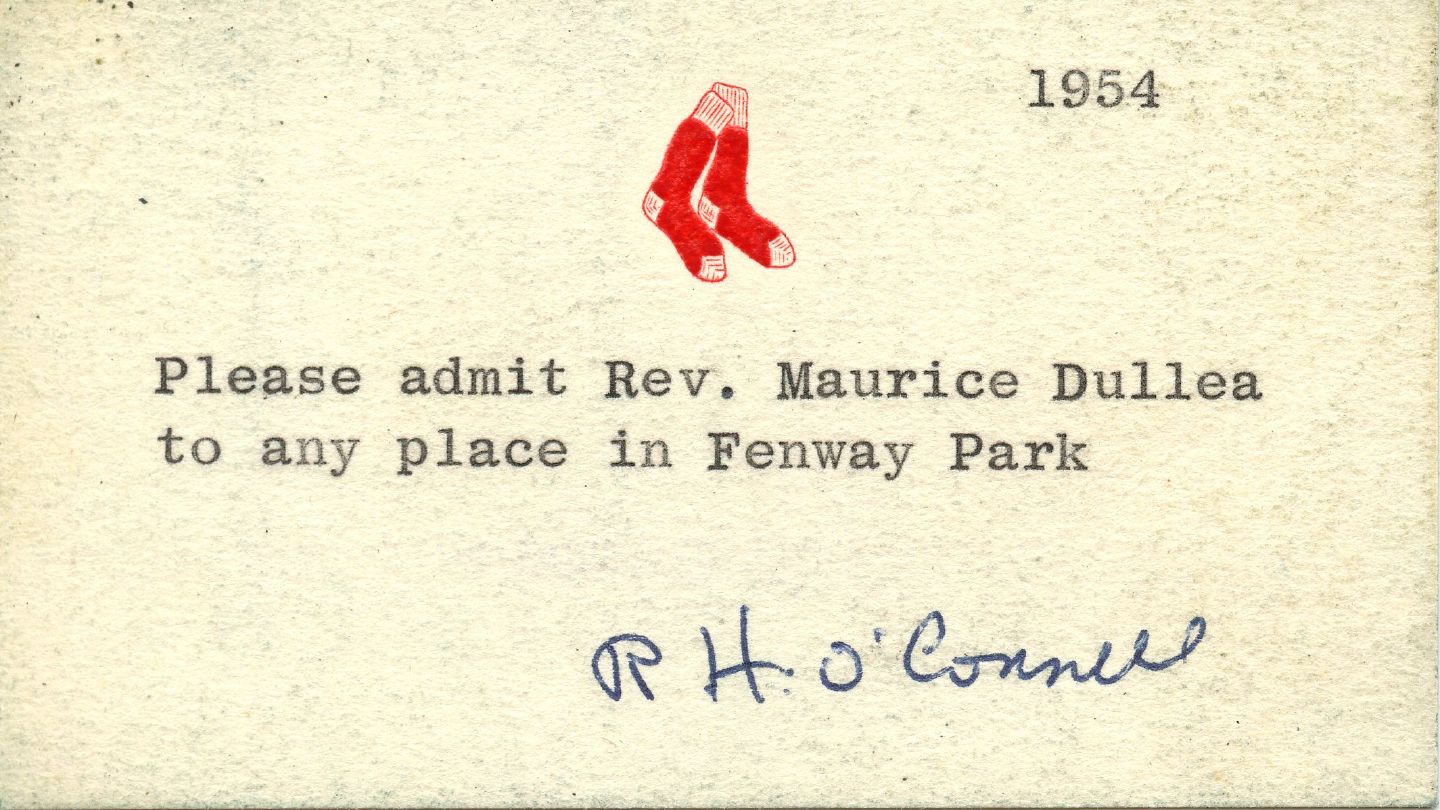 1954
Please admit Rev. Maurice Dullea
to any place in Fenway Park
R H. O'Connell